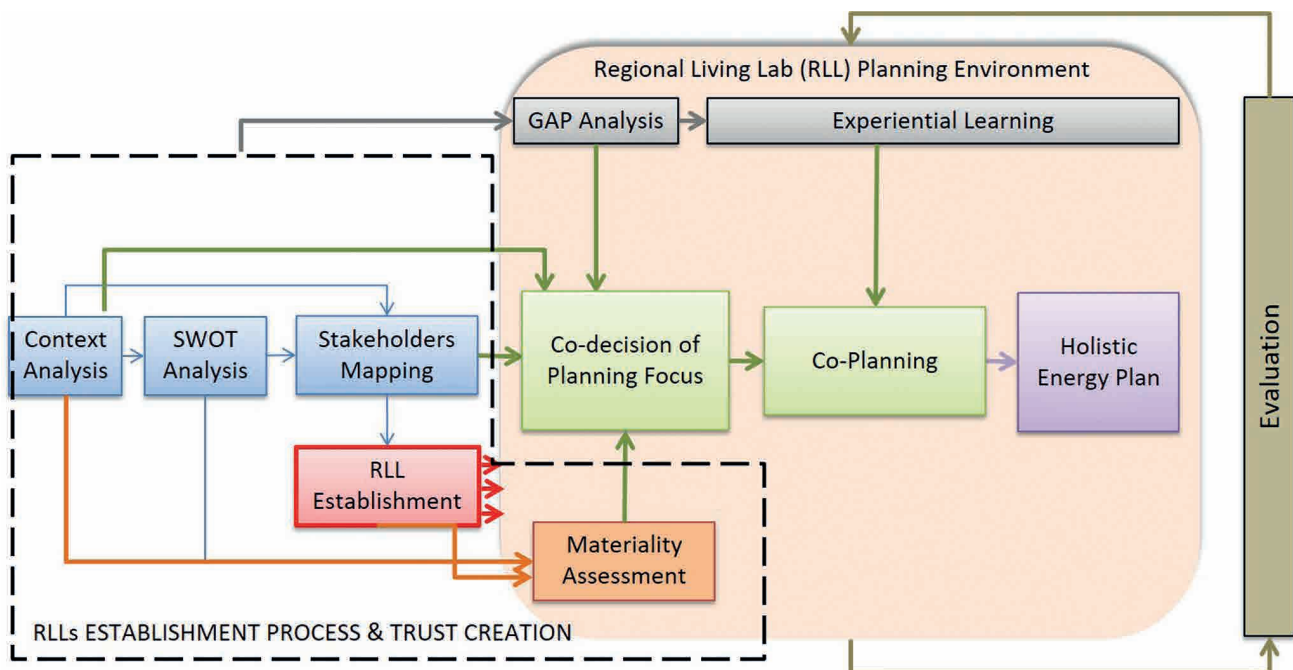 Regional Living Lab (RLL) Planning Environment
GAP Analysis
Experiential Learning
Context
Analysis
SWOT
Analysis
Stakeholders
Mapping
Co-decision of
Planning Focus
Co-Planning
Holistic
Energy Plan
Evaluation
RLL
Establishment
Materiality
Assessment
RLLs ESTABLISHMENT PROCESS & TRUST CREATION